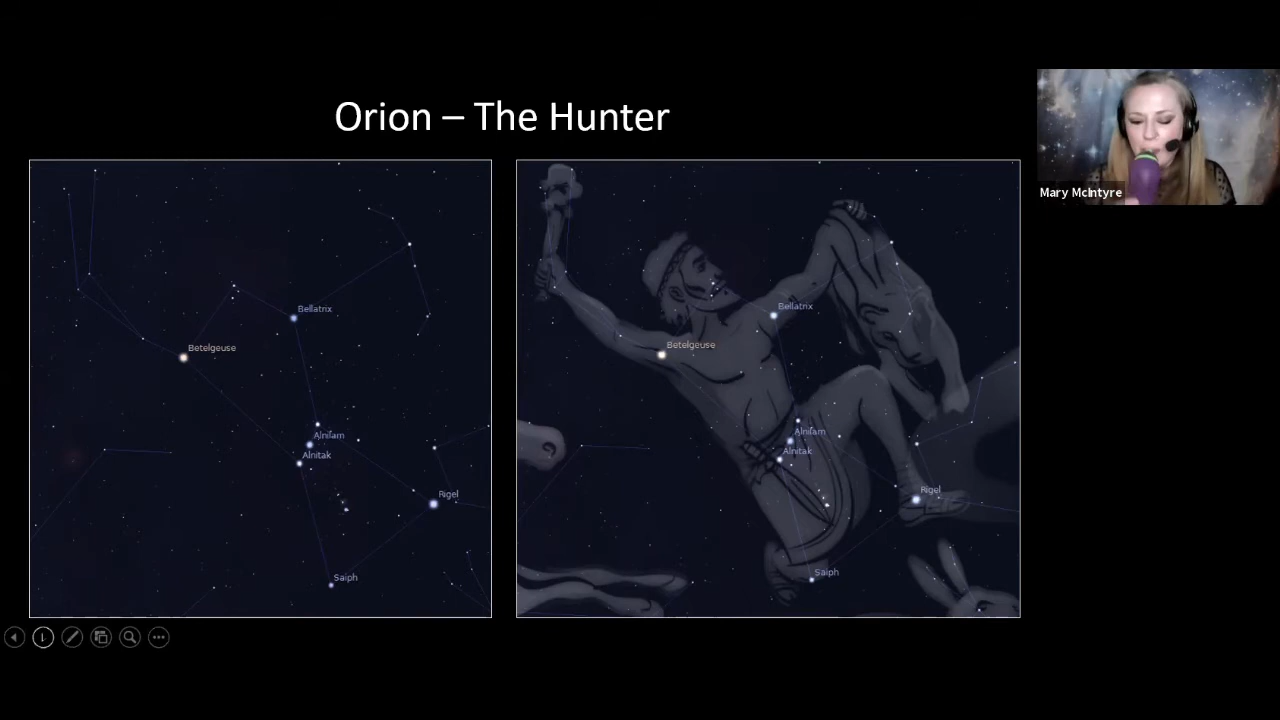 Orion – The Hunter
Mary McIntyre
Bellatrix
Betelgeuse
Alnilam
Alnitak
Rigel
Saiph
Bellatrix
Betelgeuse
Alnilam
Alnitak
Rigel
Saiph